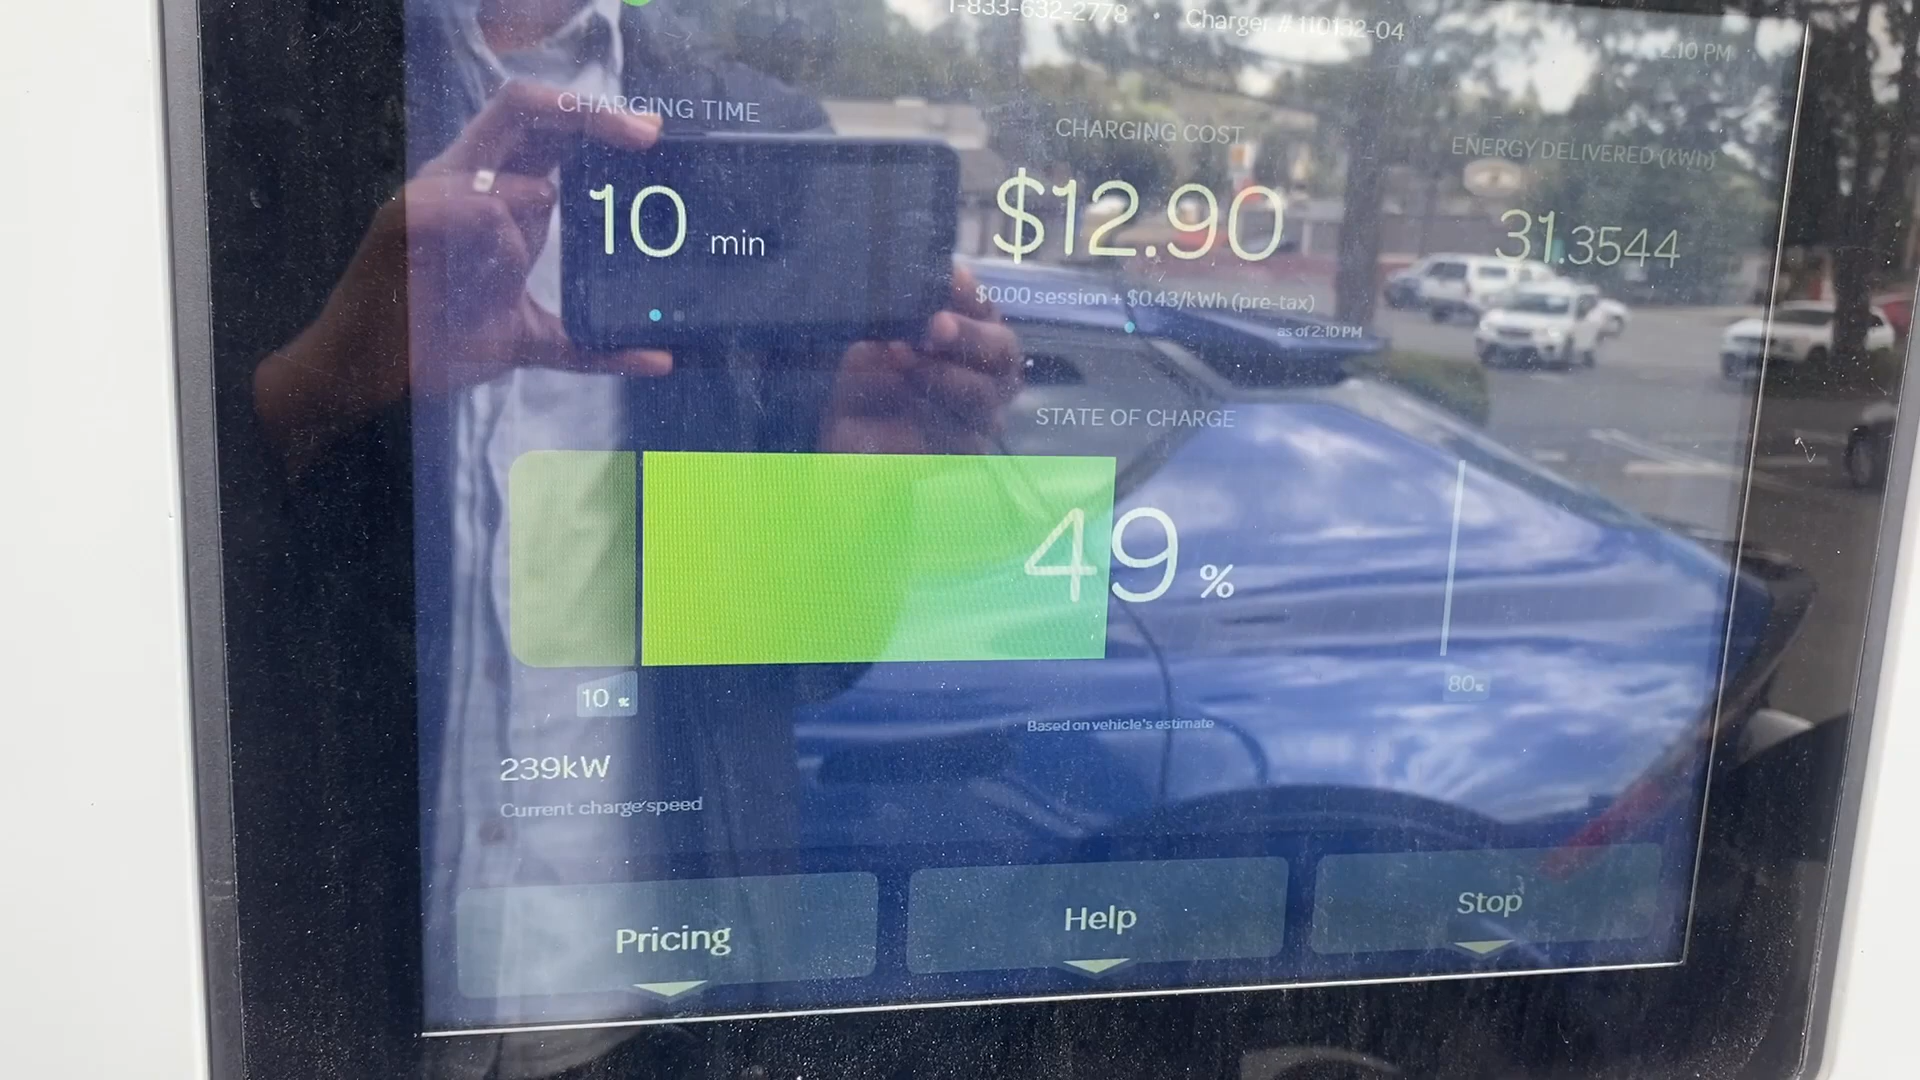 1-833-632-2778 • Charger # 110132-04
2:10 PM
CHARGING TIME
CHARGING COST
ENERGY DELIVERED (kWh)
10 min
$12.90
31.3544
$0.00 session + $0.43/kWh (pre-tax)
as of 2:10 PM
STATE OF CHARGE
49 %
10 %
80%
Based on vehicle's estimate
239kW
Current charge speed
Pricing
Help
Stop